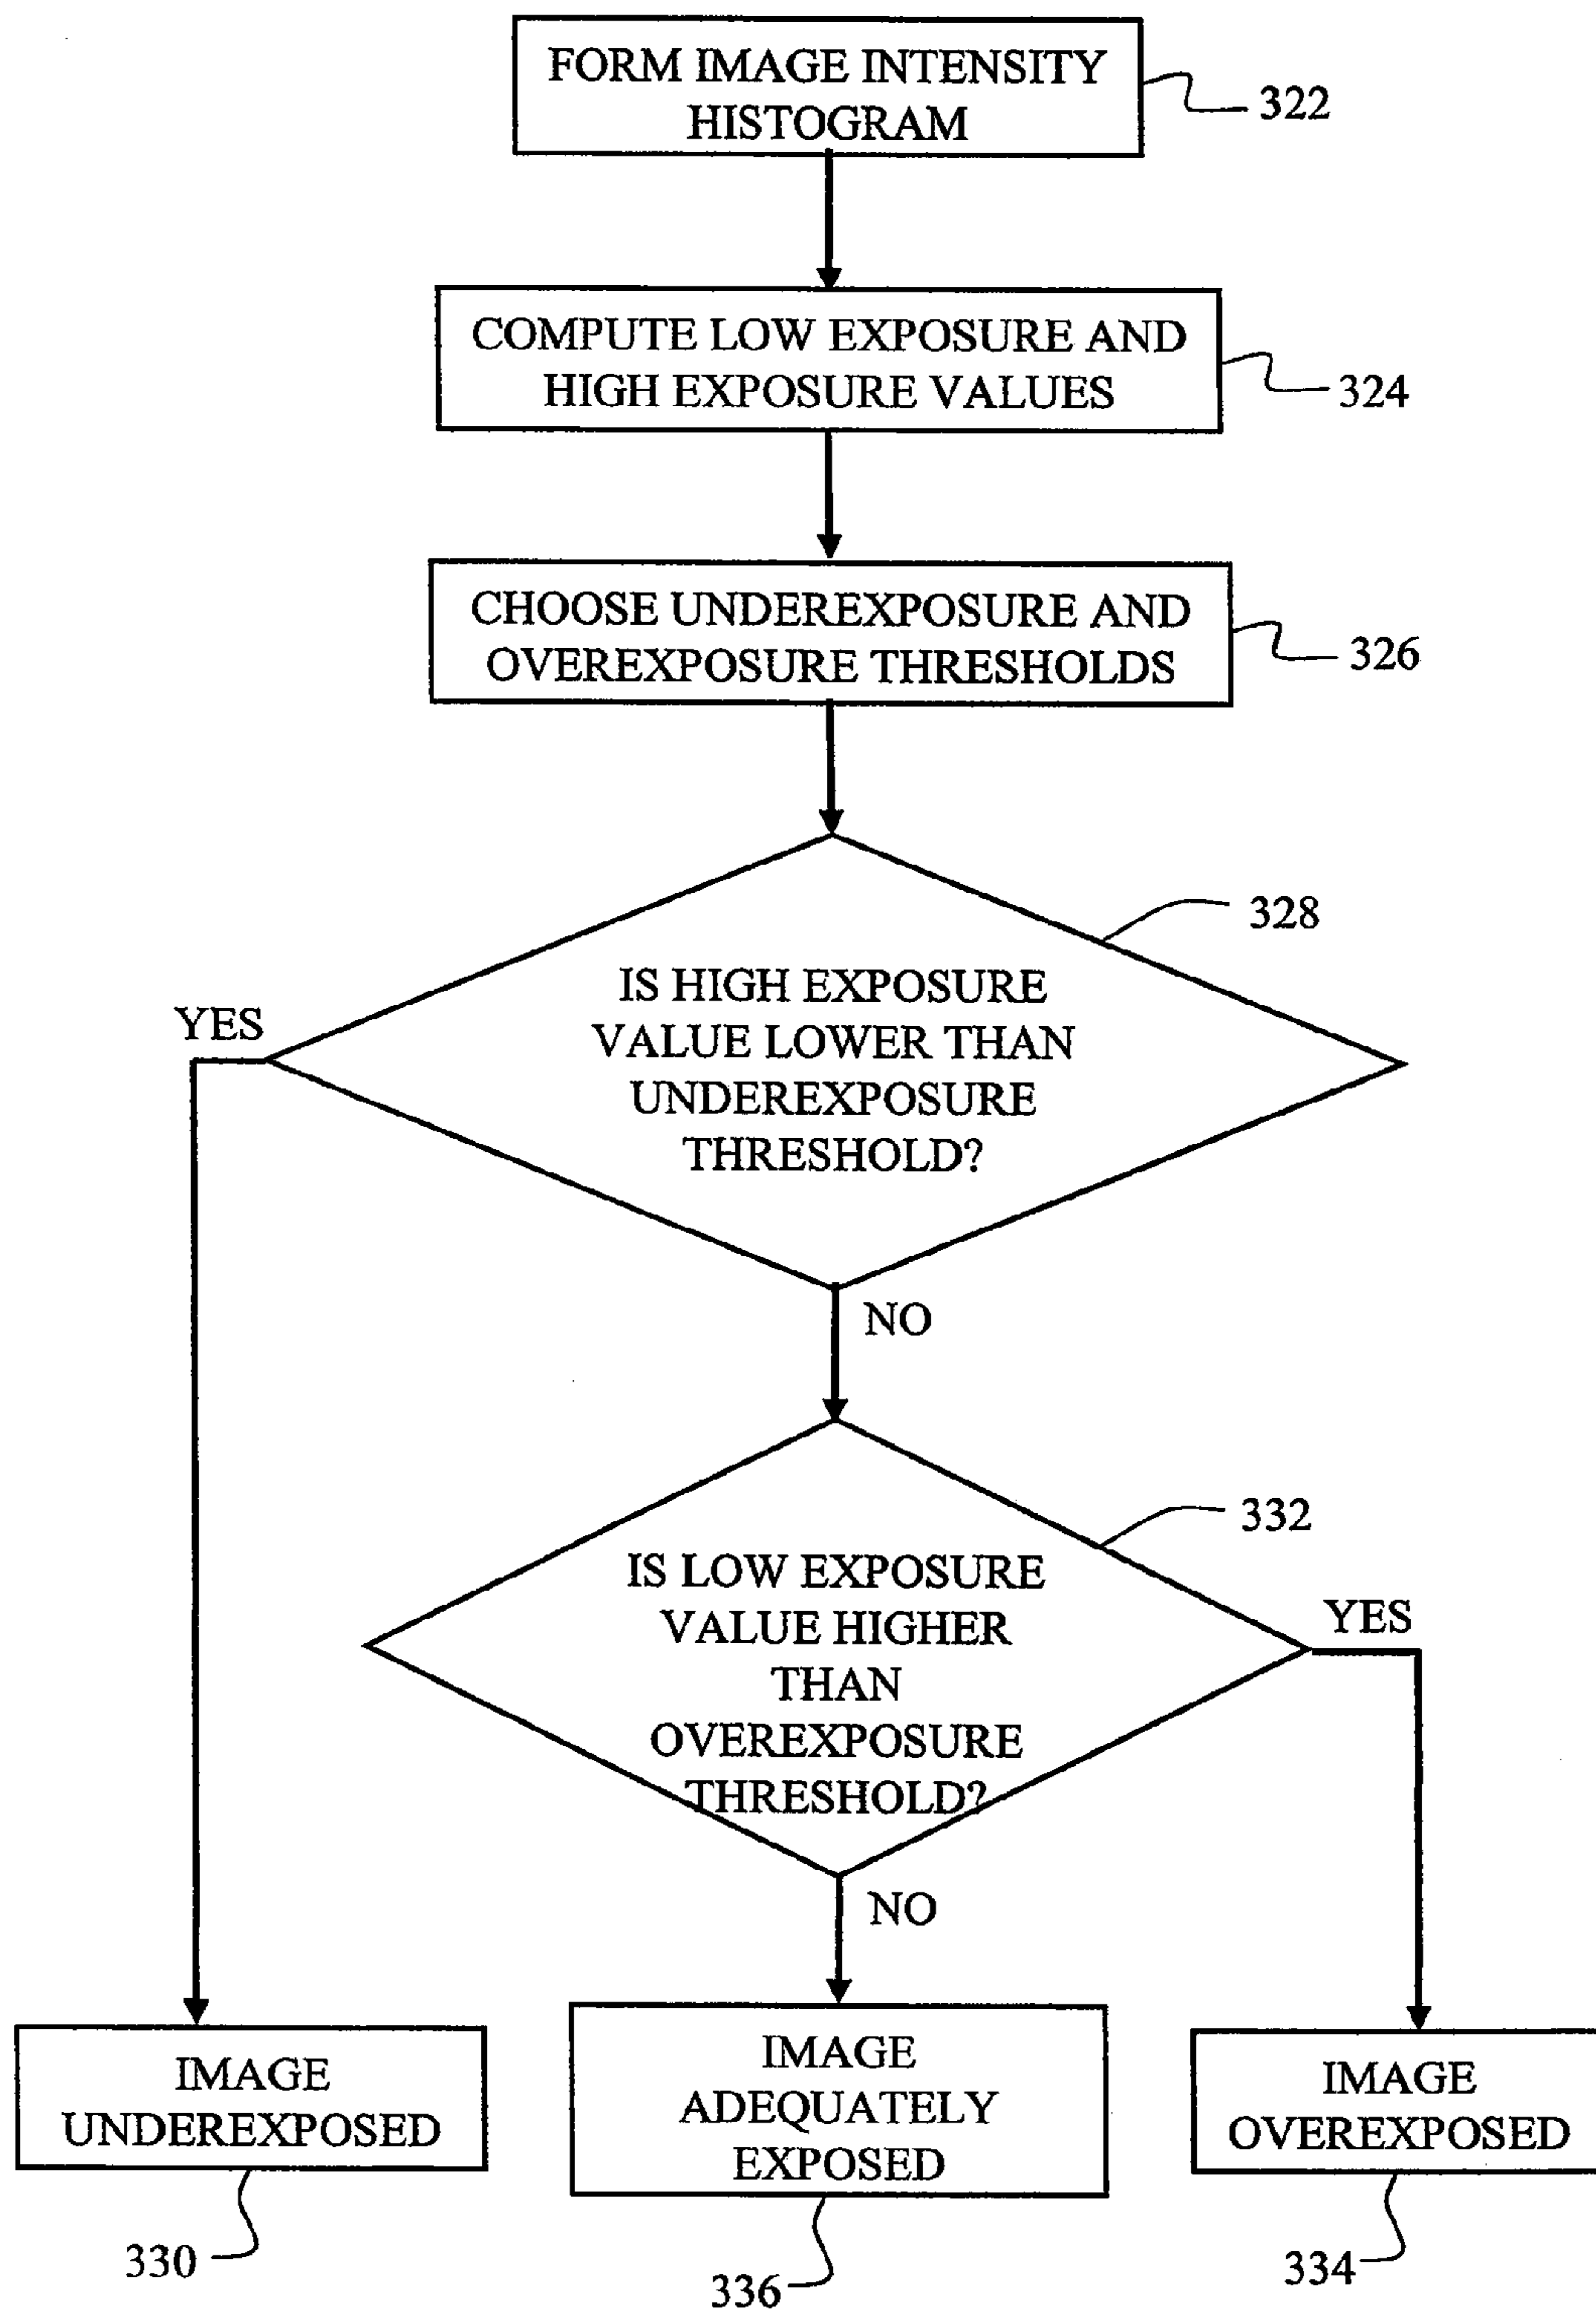 FORM IMAGE INTENSITY
HISTOGRAM
322
COMPUTE LOW EXPOSURE AND
HIGH EXPOSURE VALUES
324
CHOOSE UNDEREXPOSURE AND
OVEREXPOSURE THRESHOLDS
326
328
IS HIGH EXPOSURE
VALUE LOWER THAN
UNDEREXPOSURE
THRESHOLD?
YES
NO
332
IS LOW EXPOSURE
VALUE HIGHER
THAN
OVEREXPOSURE
THRESHOLD?
YES
NO
IMAGE
UNDEREXPOSED
330
IMAGE
ADEQUATELY
EXPOSED
336
IMAGE
OVEREXPOSED
334